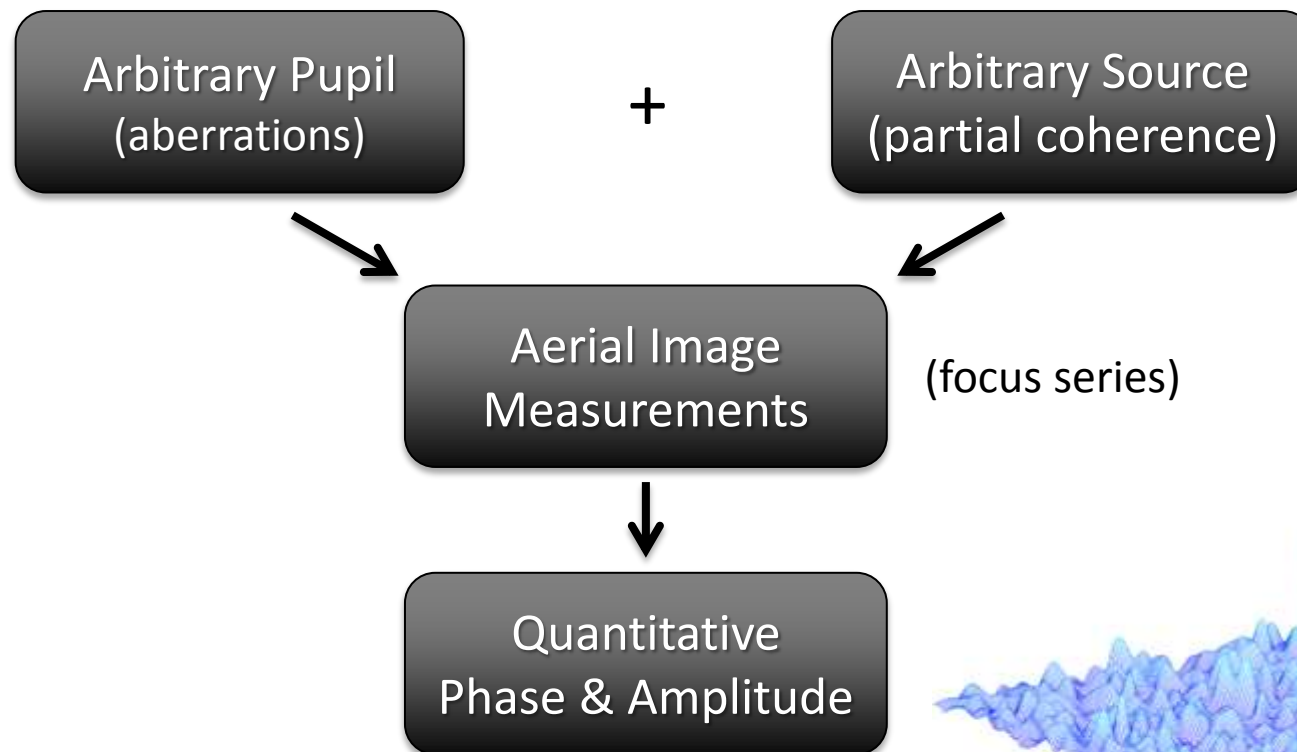 Arbitrary Pupil
(aberrations)
+
Arbitrary Source
(partial coherence)
Aerial Image
Measurements
(focus series)
Quantitative
Phase & Amplitude